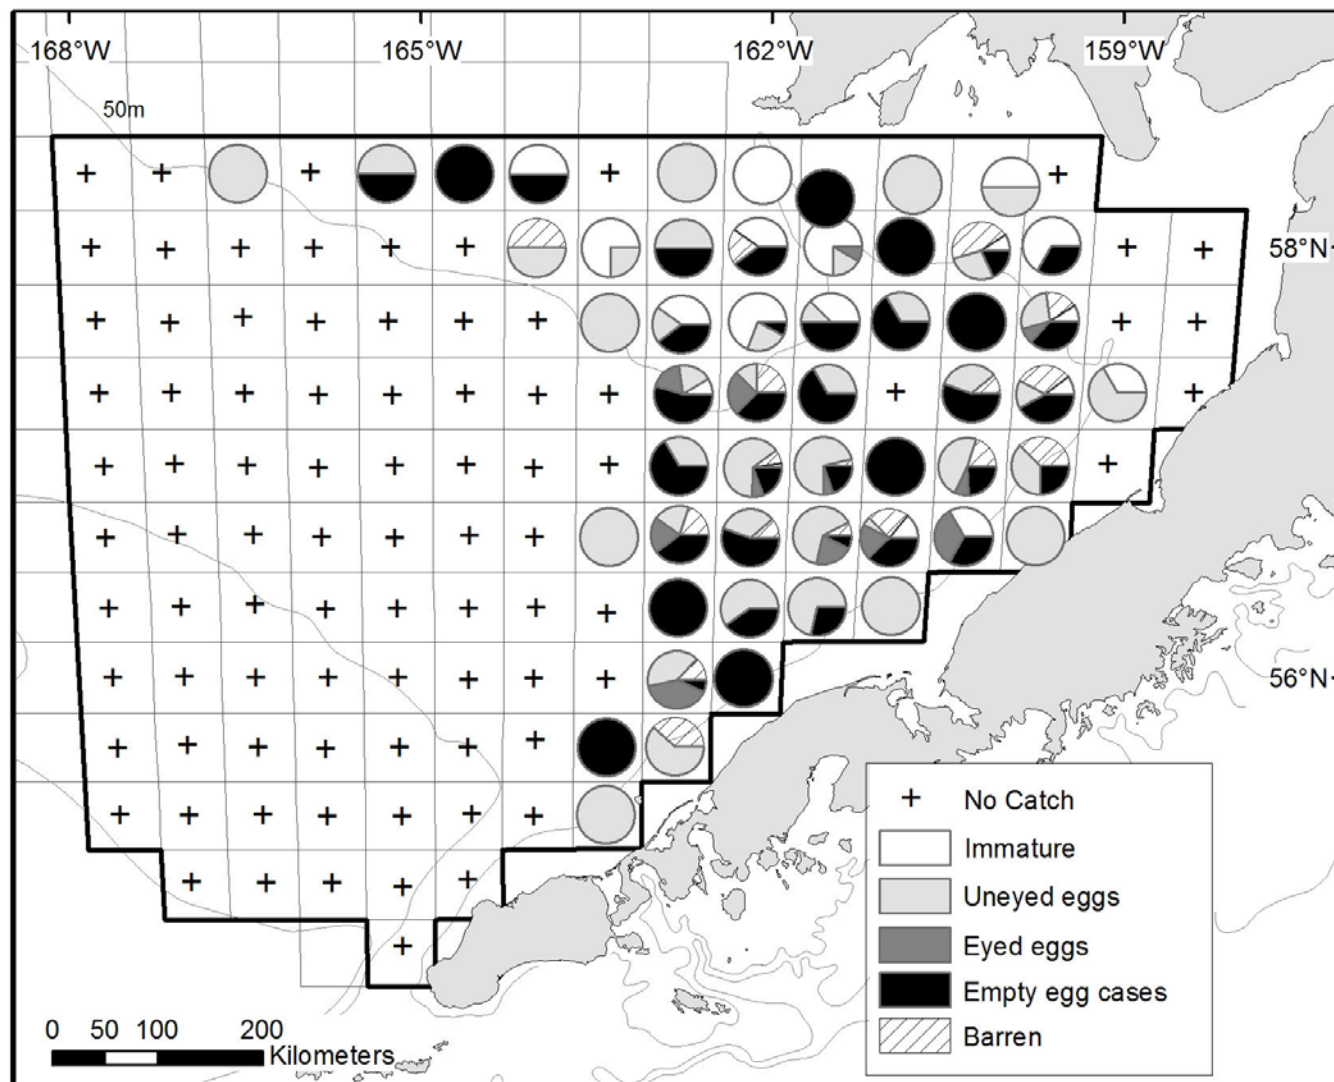 168°W 165°W 162°W 159°W
50m
58°N
56°N
No Catch
Immature
Uneyed eggs
Eyed eggs
Empty egg cases
Barren
0 50 100 200
Kilometers